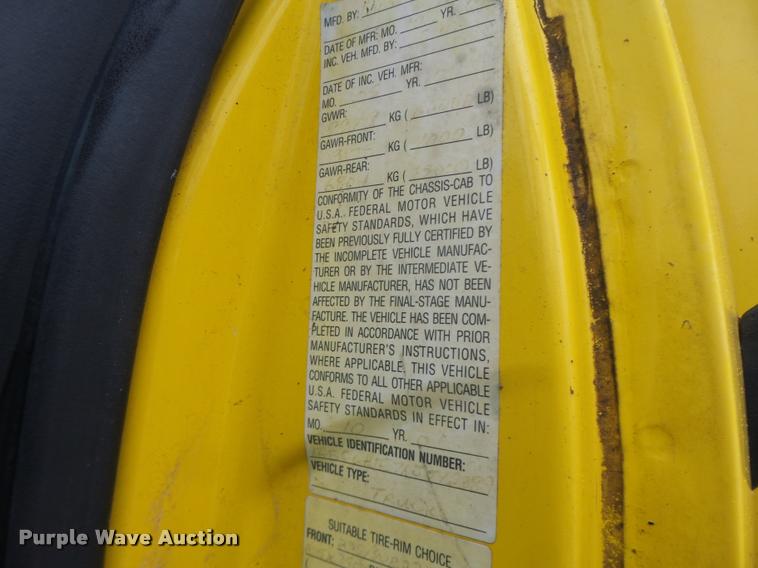 MFD. BY: YR.
DATE OF MFR: MO.
INC. VEH. MFD. BY:
DATE OF INC. VEH. MFR:
MO. YR.
GVWR: KG ( LB)
GAWR-FRONT: KG ( LB)
GAWR-REAR: KG ( LB)
CONFORMITY OF THE CHASSIS-CAB TO
U.S.A. FEDERAL MOTOR VEHICLE
SAFETY STANDARDS, WHICH HAVE
BEEN PREVIOUSLY FULLY CERTIFIED BY
THE INCOMPLETE VEHICLE MANUFAC-
TURER OR BY THE INTERMEDIATE VE-
HICLE MANUFACTURER, HAS NOT BEEN
AFFECTED BY THE FINAL-STAGE MANU-
FACTURE. THE VEHICLE HAS BEEN COM-
PLETED IN ACCORDANCE WITH PRIOR
MANUFACTURER'S INSTRUCTIONS,
WHERE APPLICABLE. THIS VEHICLE
CONFORMS TO ALL OTHER APPLICABLE
U.S.A. FEDERAL MOTOR VEHICLE
SAFETY STANDARDS IN EFFECT IN:
MO. 10 YR.
VEHICLE IDENTIFICATION NUMBER:
VEHICLE TYPE:
TRUCK
SUITABLE TIRE-RIM CHOICE
FRONT:
Purple Wave Auction